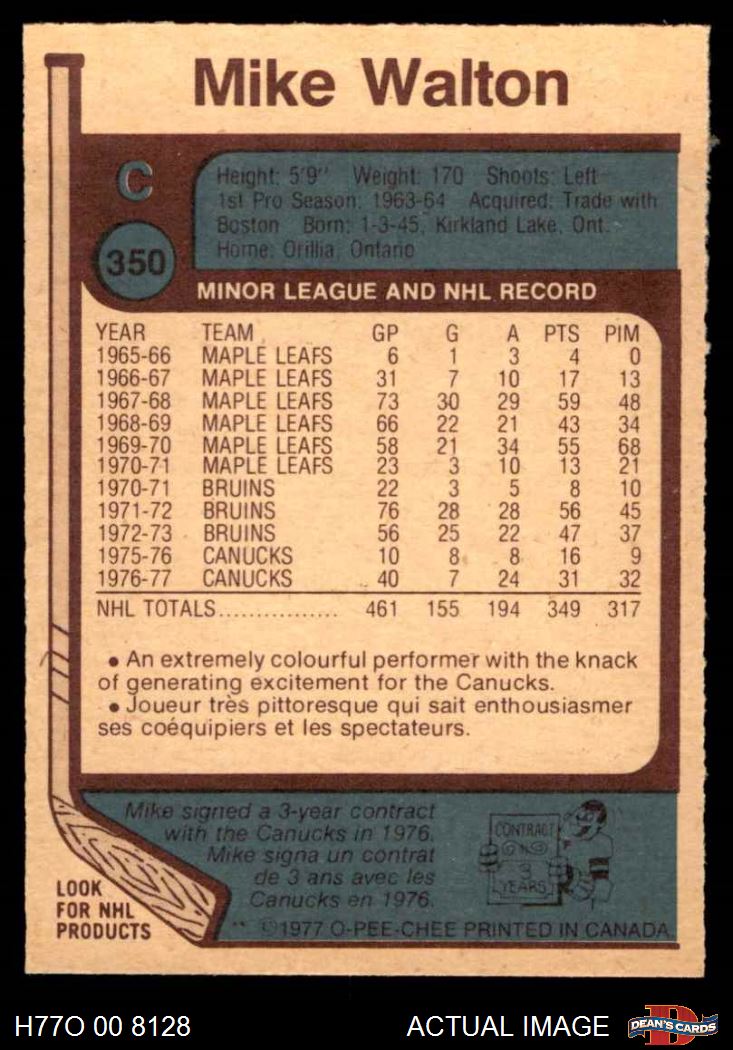 Mike Walton
C
Height: 5'9" Weight: 170 Shoots: Left
1st Pro Season: 1963-64 Acquired: Trade with
Boston Born: 1-3-45, Kirkland Lake, Ont.
Home: Orillia, Ontario
350
MINOR LEAGUE AND NHL RECORD
YEAR TEAM GP G A PTS PIM
1965-66 MAPLE LEAFS 6 1 3 4 0
1966-67 MAPLE LEAFS 31 7 10 17 13
1967-68 MAPLE LEAFS 73 30 29 59 48
1968-69 MAPLE LEAFS 66 22 21 43 34
1969-70 MAPLE LEAFS 58 21 34 55 68
1970-71 MAPLE LEAFS 23 3 10 13 21
1970-71 BRUINS 22 3 5 8 10
1971-72 BRUINS 76 28 28 56 45
1972-73 BRUINS 56 25 22 47 37
1975-76 CANUCKS 10 8 8 16 9
1976-77 CANUCKS 40 7 24 31 32
NHL TOTALS................ 461 155 194 349 317
• An extremely colourful performer with the knack
of generating excitement for the Canucks.
• Joueur très pittoresque qui sait enthousiasmer
ses coéquipiers et les spectateurs.
Mike signed a 3-year contract
with the Canucks in 1976.
Mike signa un contrat
de 3 ans avec les
Canucks en 1976.
CONTRACT
3
YEARS
LOOK
FOR NHL
PRODUCTS
** ©1977 O-PEE-CHEE PRINTED IN CANADA
H77O 00 8128 ACTUAL IMAGE
D
DEAN'S CARDS